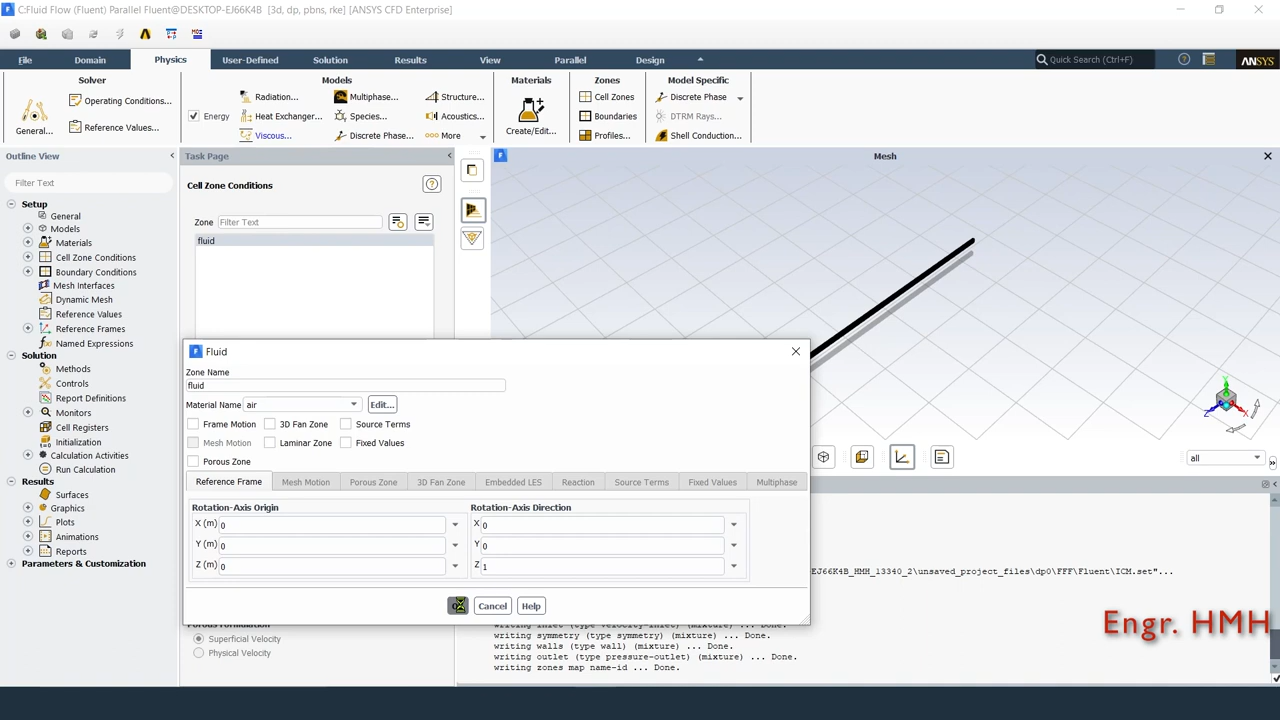 C:Fluid Flow (Fluent) Parallel Fluent@DESKTOP-EJ66K4B [3d, dp, pbns, rke] [ANSYS CFD Enterprise]
File Domain Physics User-Defined Solution Results View Parallel Design Quick Search (Ctrl+F) ANSYS
Solver Models Materials Zones Model Specific
Operating Conditions... Radiation... Multiphase... Structure... Cell Zones Discrete Phase
Energy Heat Exchanger... Species... Acoustics... Boundaries DTRM Rays...
General... Reference Values... Viscous... Discrete Phase... More Create/Edit... Profiles... Shell Conduction...
Outline View
Filter Text
Setup
General
Models
Materials
Cell Zone Conditions
Boundary Conditions
Mesh Interfaces
Dynamic Mesh
Reference Values
Reference Frames
Named Expressions
Solution
Methods
Controls
Report Definitions
Monitors
Cell Registers
Initialization
Calculation Activities
Run Calculation
Results
Surfaces
Graphics
Plots
Animations
Reports
Parameters & Customization
Task Page
Cell Zone Conditions
Zone Filter Text
fluid
Mesh
Y
Z X
all
Fluid
Zone Name
fluid
Material Name air Edit...
Frame Motion 3D Fan Zone Source Terms
Mesh Motion Laminar Zone Fixed Values
Porous Zone
Reference Frame Mesh Motion Porous Zone 3D Fan Zone Embedded LES Reaction Source Terms Fixed Values Multiphase
Rotation-Axis Origin Rotation-Axis Direction
X (m) 0 X 0
Y (m) 0 Y 0
Z (m) 0 Z 1
Cancel Help
Porous Formulation
Superficial Velocity
Physical Velocity
EJ66K4B_HMH_13340_2\unsaved_project_files\dp0\FFF\Fluent\ICM.set"...
writing inlet (type velocity-inlet) (mixture) ... Done.
writing symmetry (type symmetry) (mixture) ... Done.
writing walls (type wall) (mixture) ... Done.
writing outlet (type pressure-outlet) (mixture) ... Done.
writing zones map name-id ... Done.
Engr. HMH